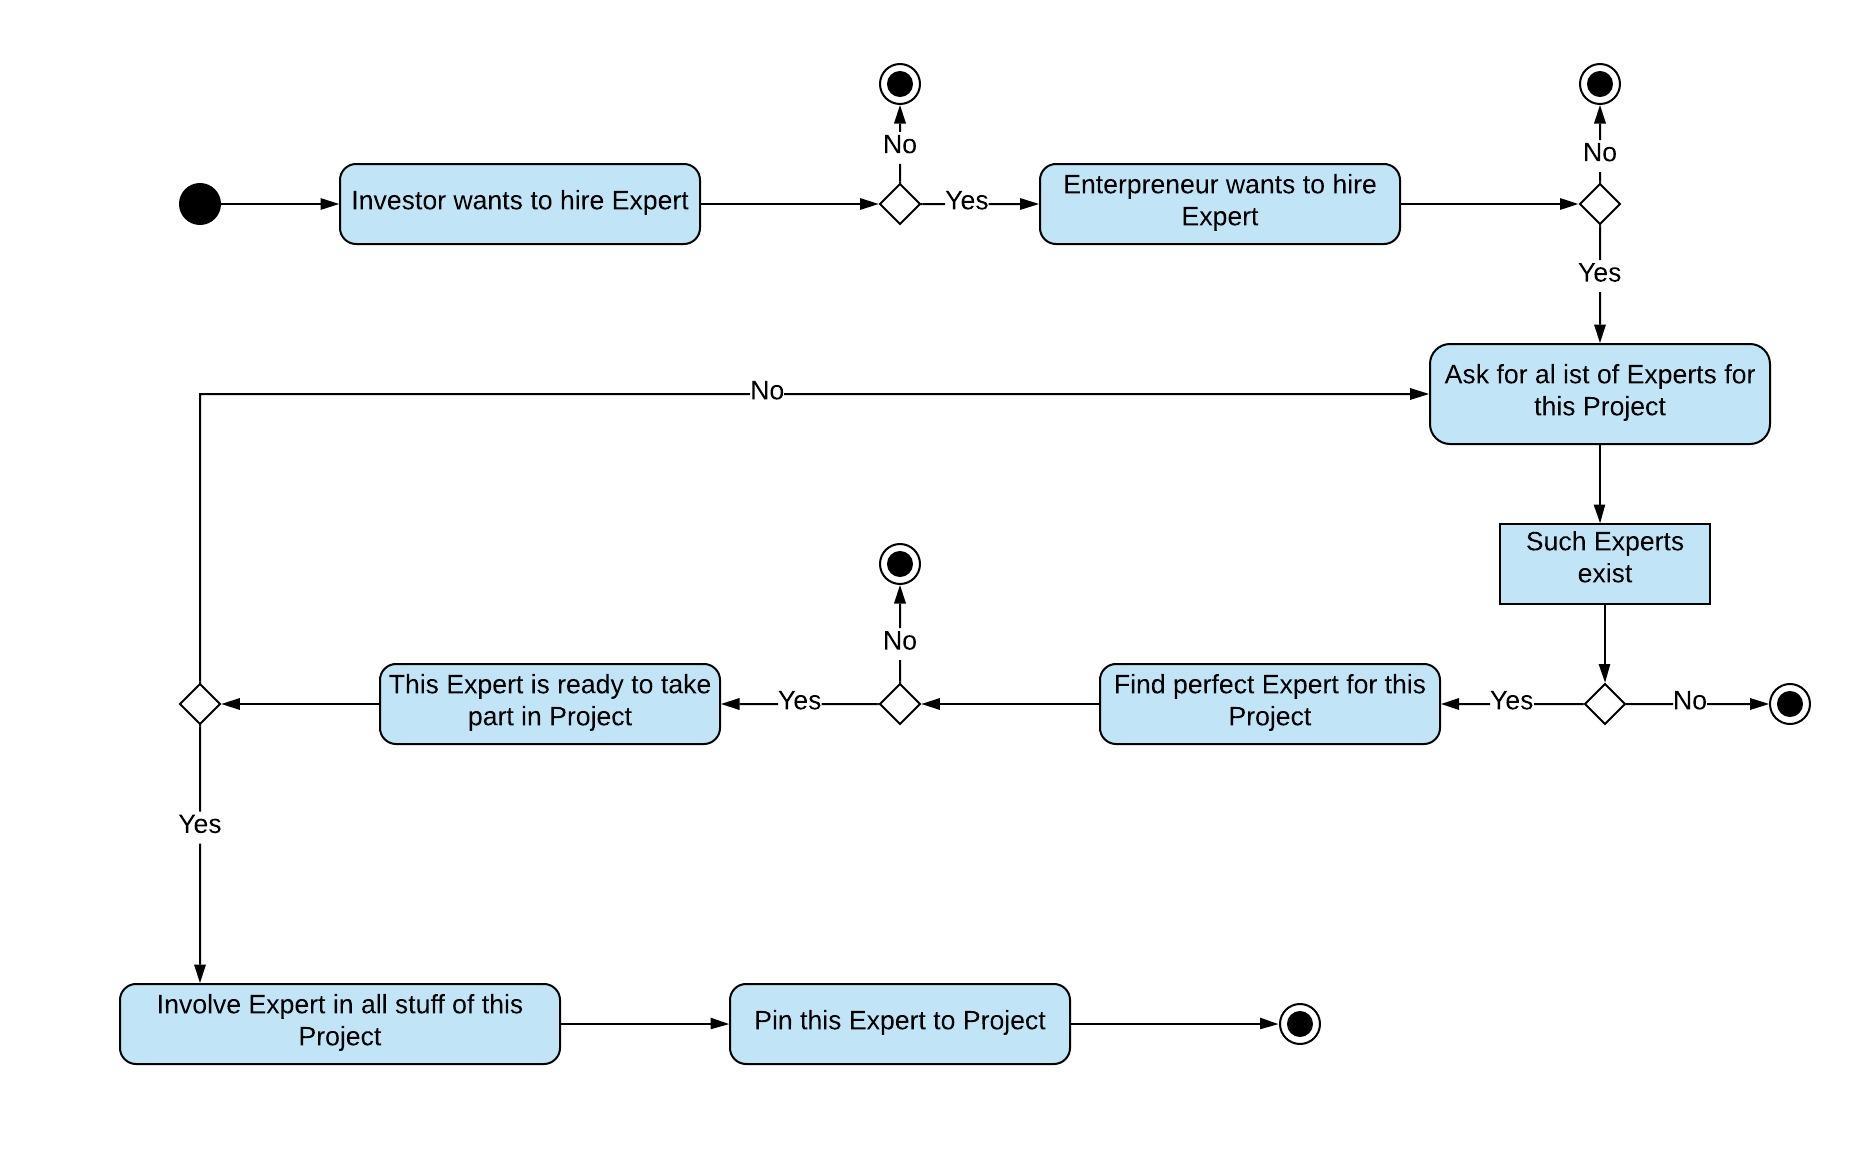 No
No
Investor wants to hire Expert
Yes
Enterpreneur wants to hire
Expert
Yes
No
Ask for al ist of Experts for
this Project
Such Experts
exist
No
This Expert is ready to take
part in Project
Yes
Find perfect Expert for this
Project
Yes
No
Yes
Involve Expert in all stuff of this
Project
Pin this Expert to Project